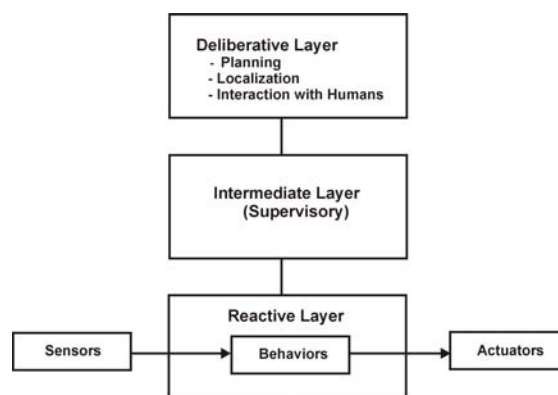 Deliberative Layer
- Planning
- Localization
- Interaction with Humans
Intermediate Layer
(Supervisory)
Reactive Layer
Sensors
Behaviors
Actuators